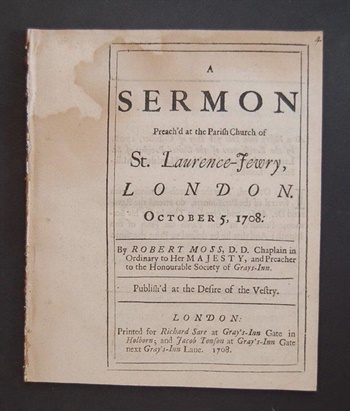 A
SERMON
Preach'd at the Parish Church of
St. Laurence-Jewry,
LONDON.
OCTOBER 5, 1708.
By ROBERT MOSS, D.D. Chaplain in
Ordinary to Her MAJESTY, and Preacher
to the Honourable Society of Grays-Inn.
Publish'd at the Desire of the Vestry.
LONDON:
Printed for Richard Sare at Gray's-Inn Gate in
Holborn; and Jacob Tonson at Gray's-Inn Gate
next Gray's-Inn Lane. 1708.